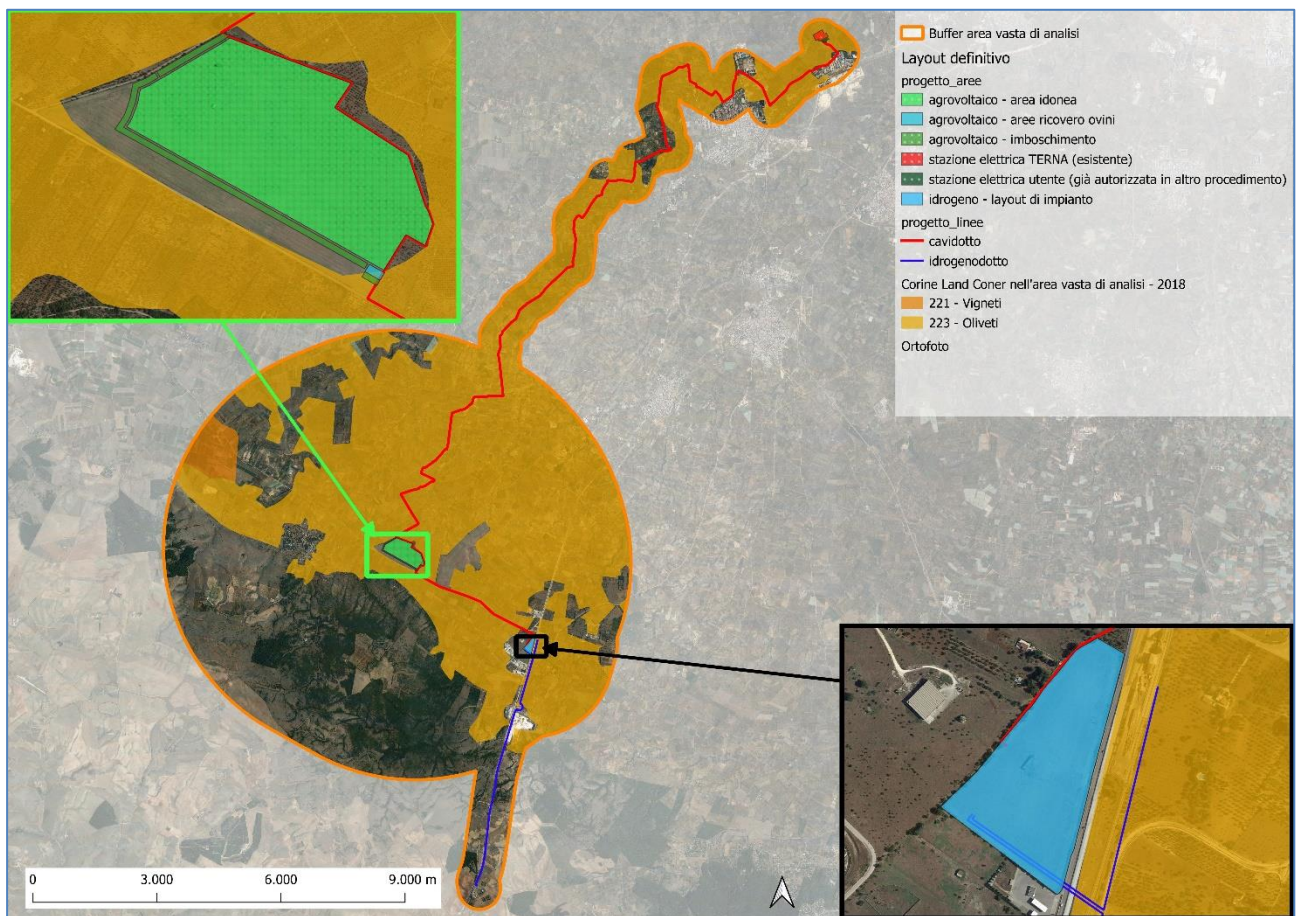 Buffer area vasta di analisi
Layout definitivo
progetto_aree
agrovoltaico - area idonea
agrovoltaico - aree ricovero ovini
agrovoltaico - imboschimento
stazione elettrica TERNA (esistente)
stazione elettrica utente (già autorizzata in altro procedimento)
idrogeno - layout di impianto
progetto_linee
cavidotto
idrogenodotto
Corine Land Coner nell'area vasta di analisi - 2018
221 - Vigneti
223 - Oliveti
Ortofoto
0 3.000 6.000 9.000 m